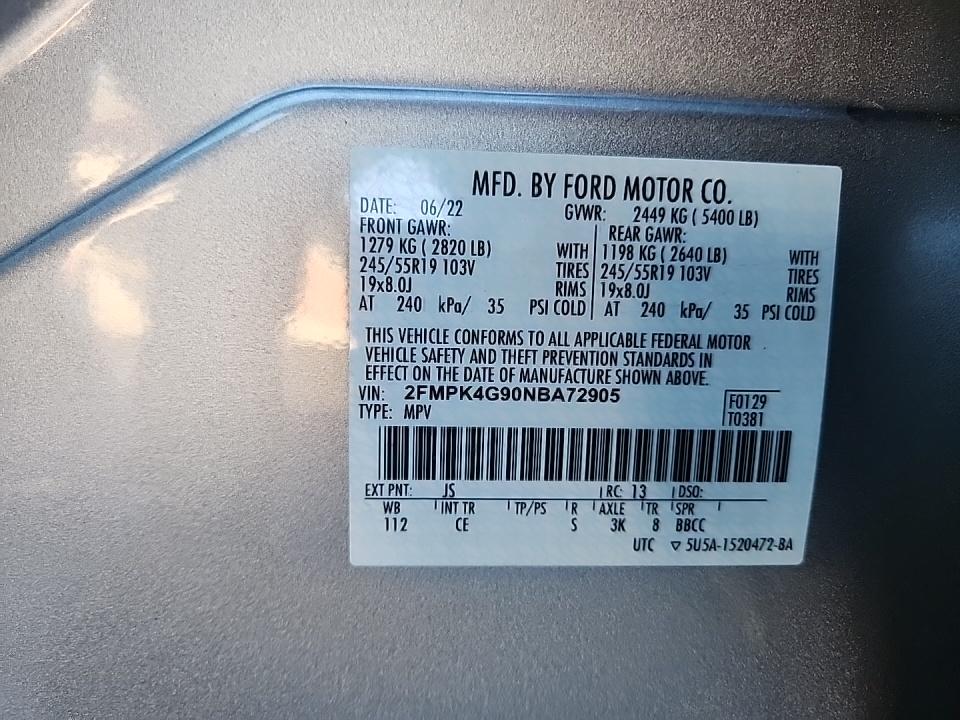 MFD. BY FORD MOTOR CO.
DATE: 06/22 GVWR: 2449 KG ( 5400 LB)
FRONT GAWR: REAR GAWR:
1279 KG ( 2820 LB) WITH 1198 KG ( 2640 LB) WITH
245/55R19 103V TIRES 245/55R19 103V TIRES
19x8.0J RIMS 19x8.0J RIMS
AT 240 kPa/ 35 PSI COLD AT 240 kPa/ 35 PSI COLD
THIS VEHICLE CONFORMS TO ALL APPLICABLE FEDERAL MOTOR
VEHICLE SAFETY AND THEFT PREVENTION STANDARDS IN
EFFECT ON THE DATE OF MANUFACTURE SHOWN ABOVE.
VIN: 2FMPK4G90NBA72905
TYPE: MPV
F0129
T0381
EXT PNT: JS RC: 13 DSO:
WB INT TR TP/PS R AXLE TR SPR
112 CE S 3K 8 BBCC
UTC ▽ 5U5A-1520472-BA